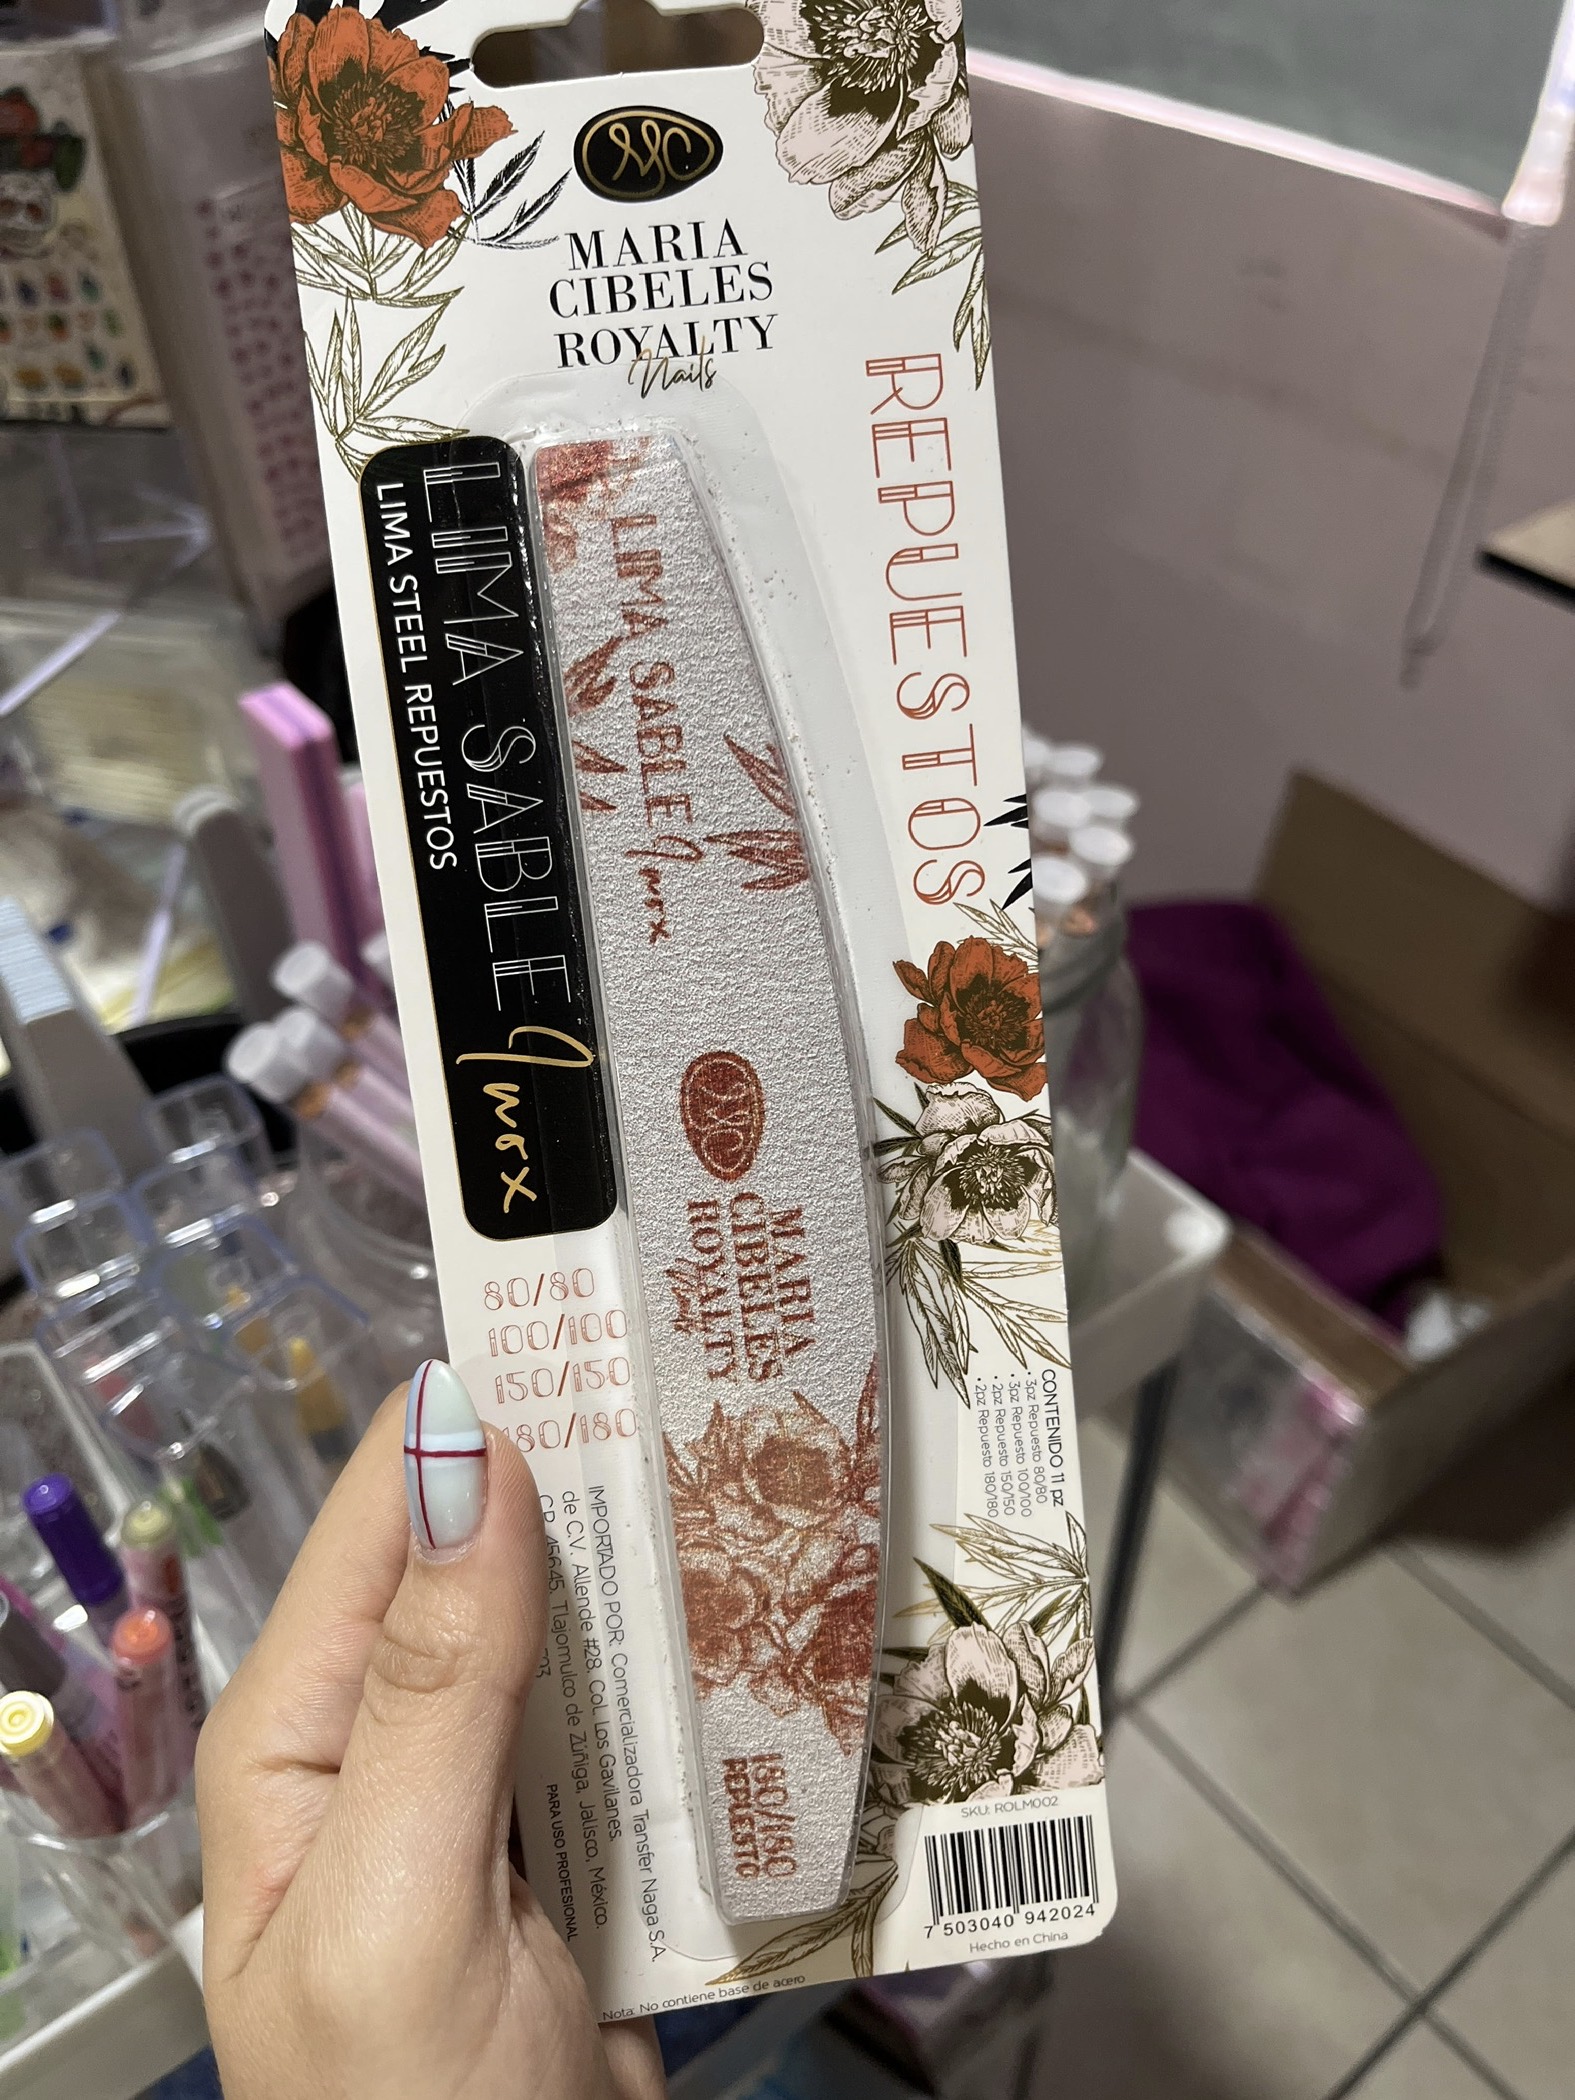 MARIA
CIBELES
ROYALTY
Nails
REPUESTOS
LIMA SABLE
Inox
LIMA STEEL REPUESTOS
LIMA SABLE
Inox
MARIA
CIBELES
ROYALTY
Nails
180/180
REPUESTO
80/80
100/100
150/150
180/180
CONTENIDO 11 pz
• 3pz Repuesto 80/80
• 3pz Repuesto 100/100
• 2pz Repuesto 150/150
• 2pz Repuesto 180/180
IMPORTADO POR: Comercializadora Transfer Naga S.A.
de C.V. Allende #28. Col. Los Gavilanes.
C.P. 45645. Tlajomulco de Zúñiga, Jalisco, México.
PARA USO PROFESIONAL
SKU: ROLM002
7 503040 942024
Hecho en China
Nota: No contiene base de acero